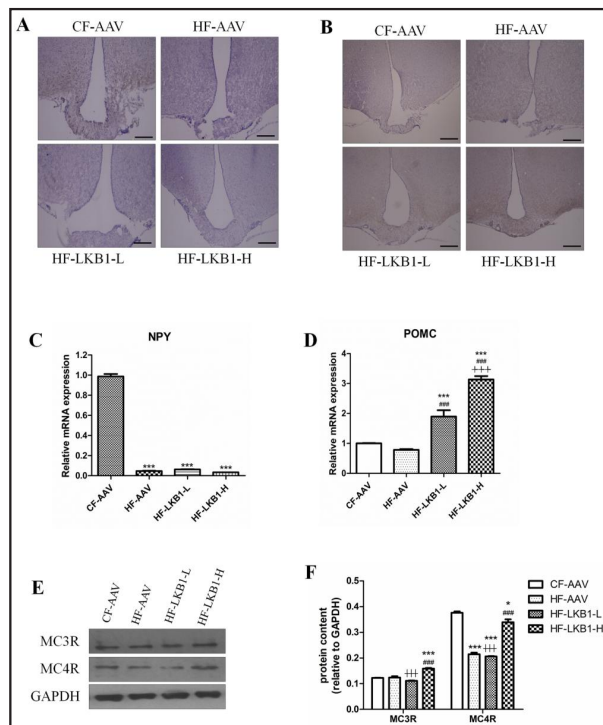 A
CF-AAV
HF-AAV
HF-LKB1-L
HF-LKB1-H
B
CF-AAV
HF-AAV
HF-LKB1-L
HF-LKB1-H
C
NPY
Relative mRNA expression
1.2
1.0
0.8
0.6
0.4
0.2
0.0
***
***
***
CF-AAV
HF-AAV
HF-LKB1-L
HF-LKB1-H
D
POMC
Relative mRNA expression
4
3
2
1
0
***
###
***
###
+++
CF-AAV
HF-AAV
HF-LKB1-L
HF-LKB1-H
E
CF-AAV
HF-AAV
HF-LKB1-L
HF-LKB1-H
MC3R
MC4R
GAPDH
F
protein content
(relative to GAPDH)
0.5
0.4
0.3
0.2
0.1
0.0
+++
***
###
***
***
+++
*
###
MC3R
MC4R
CF-AAV
HF-AAV
HF-LKB1-L
HF-LKB1-H